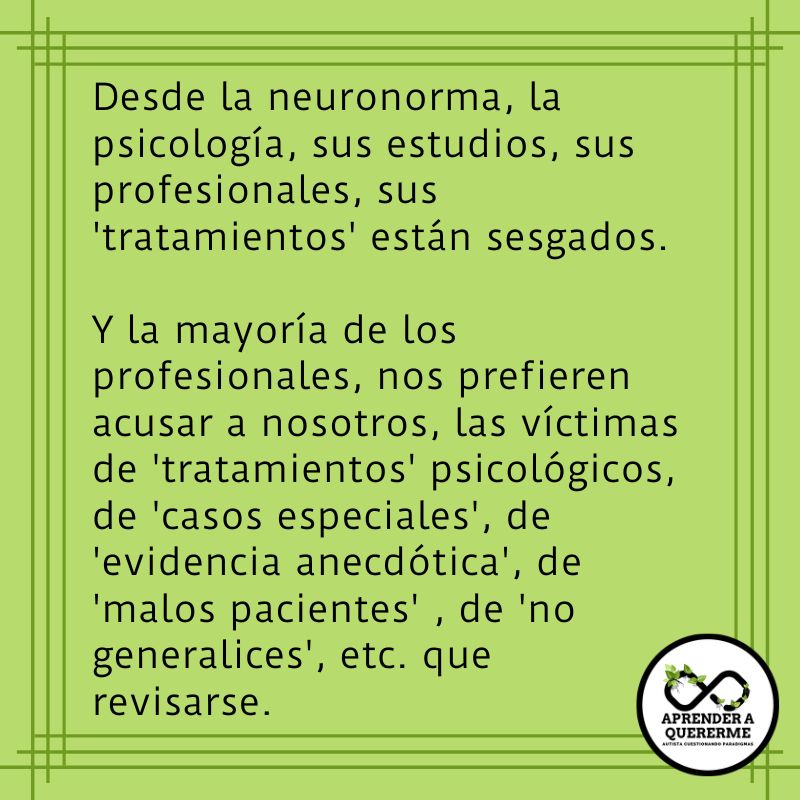 Desde la neuronorma, la
psicología, sus estudios, sus
profesionales, sus
'tratamientos' están sesgados.
Y la mayoría de los
profesionales, nos prefieren
acusar a nosotros, las víctimas
de 'tratamientos' psicológicos,
de 'casos especiales', de
'evidencia anecdótica', de
'malos pacientes' , de 'no
generalices', etc. que
revisarse.
APRENDER A
QUERERME
AUTISTA CUESTIONANDO PARADIGMAS